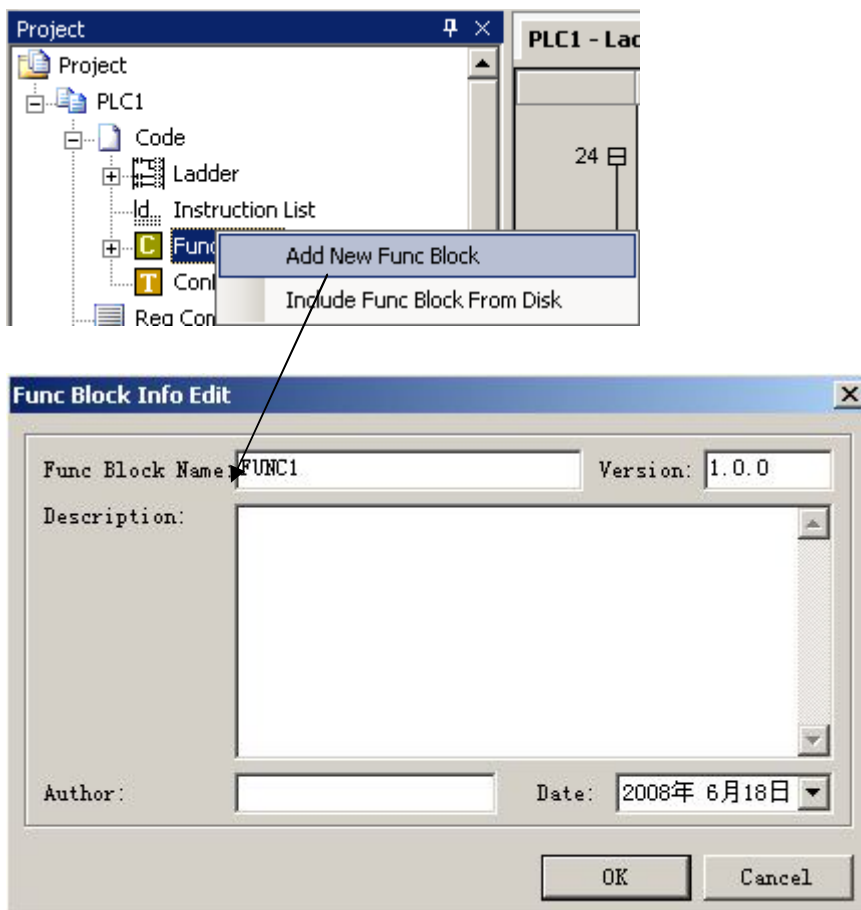 Project
PLC1 - Lad
Project
PLC1
Code
Ladder
24
Instruction List
Func
Add New Func Block
Include Func Block From Disk
Reg Con
Func Block Info Edit
Func Block Name: FUNC1 Version: 1.0.0
Description:
Author: Date: 2008年 6月18日
OK Cancel